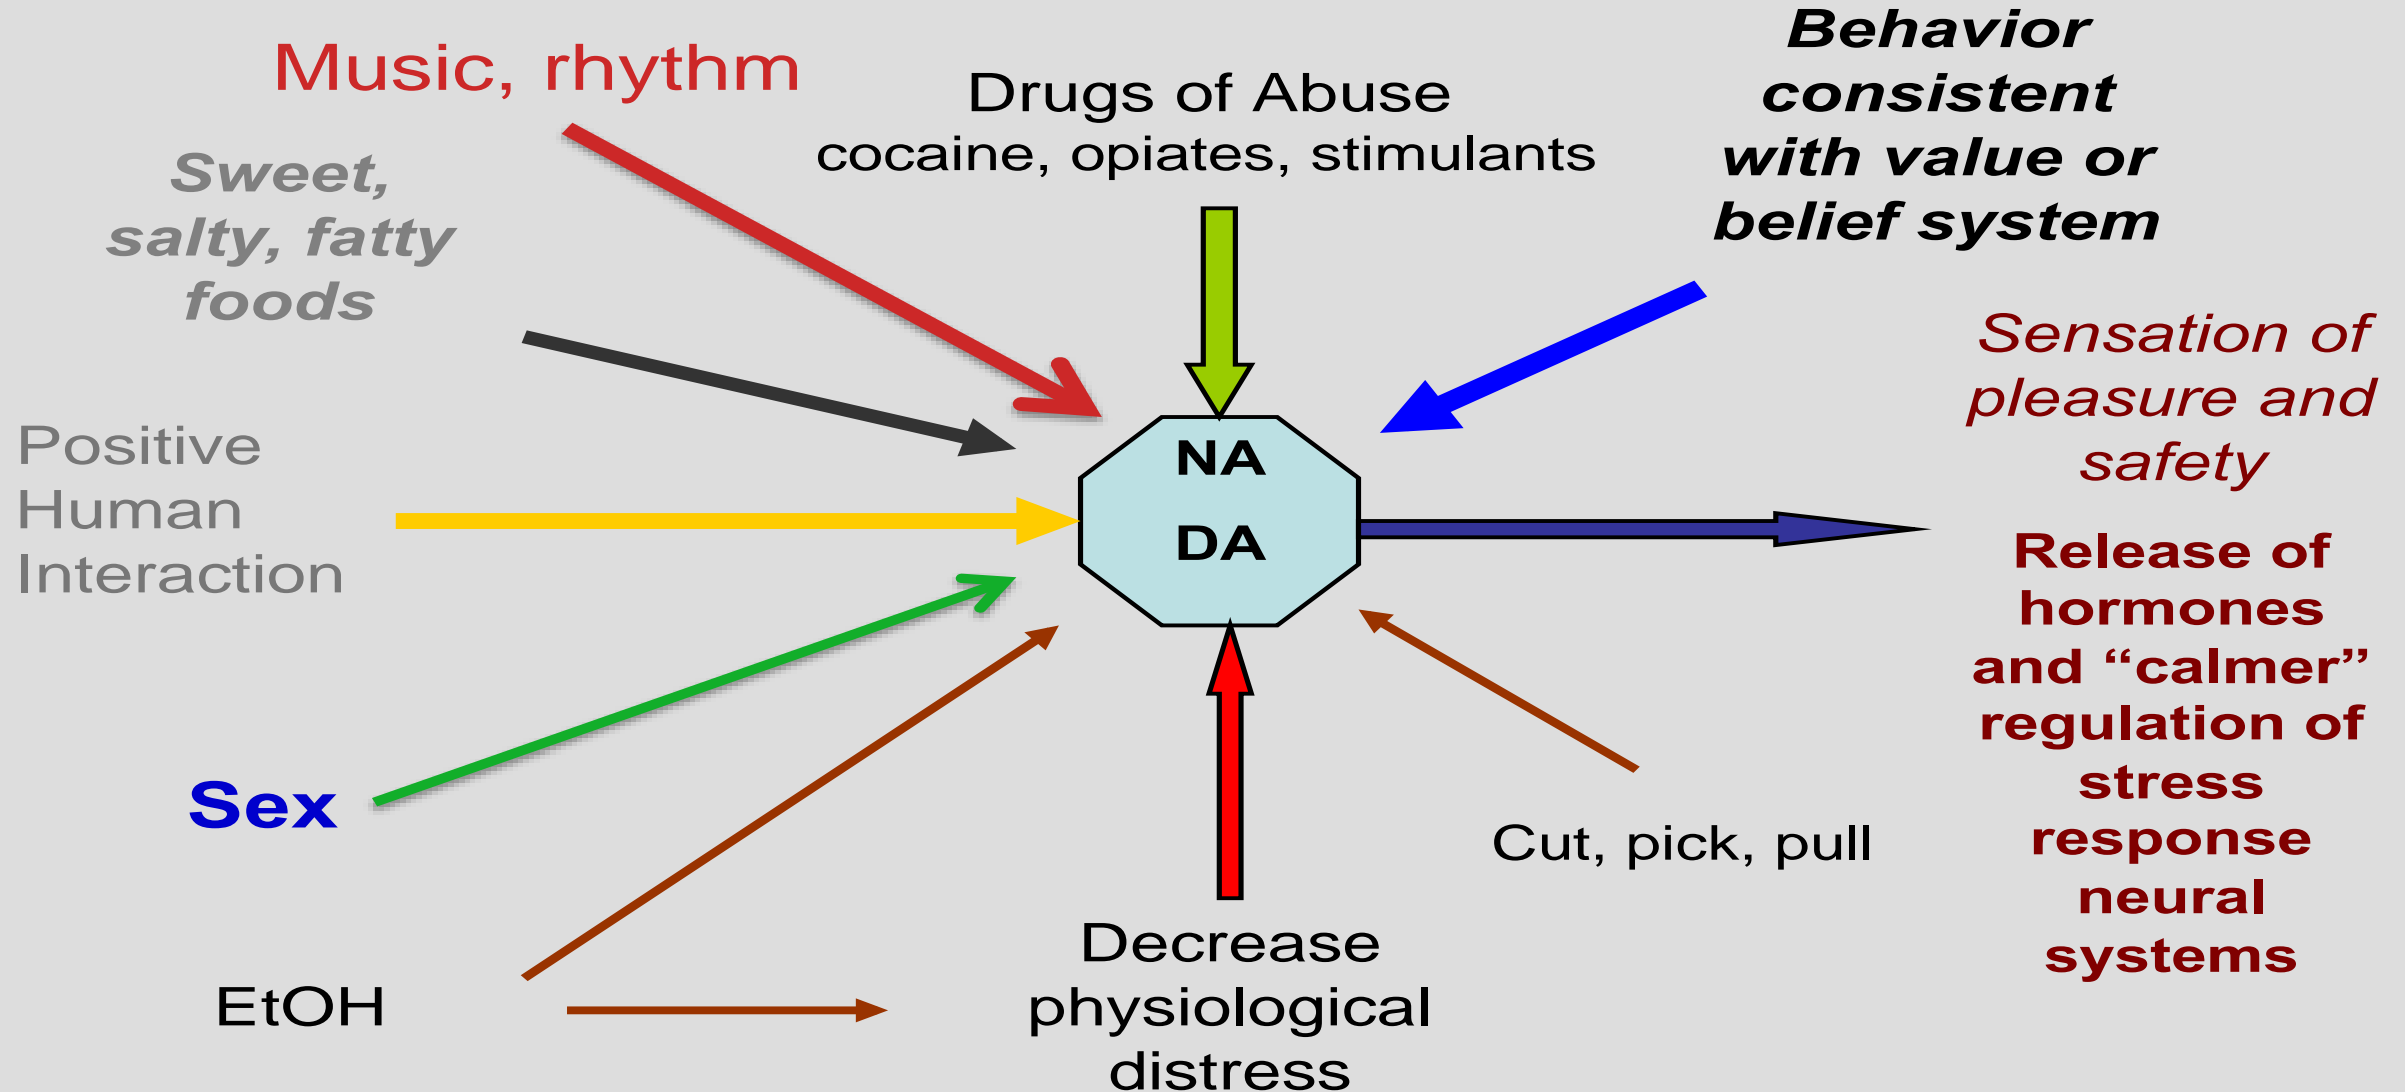 Music, rhythm
Drugs of Abuse
cocaine, opiates, stimulants
Behavior
consistent
with value or
belief system
Sweet,
salty, fatty
foods
Positive
Human
Interaction
NA
DA
Sensation of
pleasure and
safety
Release of
hormones
and “calmer”
regulation of
stress
response
neural
systems
Sex
Cut, pick, pull
EtOH
Decrease
physiological
distress